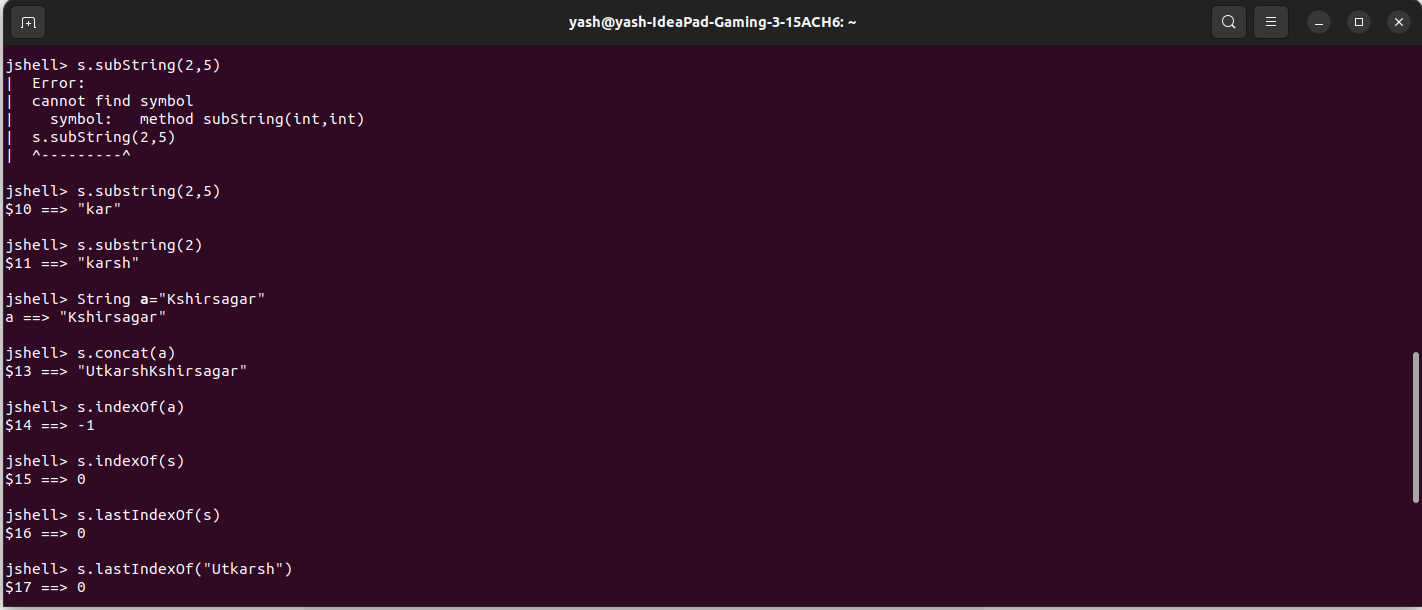 yash@yash-IdeaPad-Gaming-3-15ACH6: ~
jshell> s.subString(2,5)
|  Error:
|  cannot find symbol
|    symbol:   method subString(int,int)
|  s.subString(2,5)
|  ^---------^
jshell> s.substring(2,5)
$10 ==> "kar"
jshell> s.substring(2)
$11 ==> "karsh"
jshell> String a="Kshirsagar"
a ==> "Kshirsagar"
jshell> s.concat(a)
$13 ==> "UtkarshKshirsagar"
jshell> s.indexOf(a)
$14 ==> -1
jshell> s.indexOf(s)
$15 ==> 0
jshell> s.lastIndexOf(s)
$16 ==> 0
jshell> s.lastIndexOf("Utkarsh")
$17 ==> 0